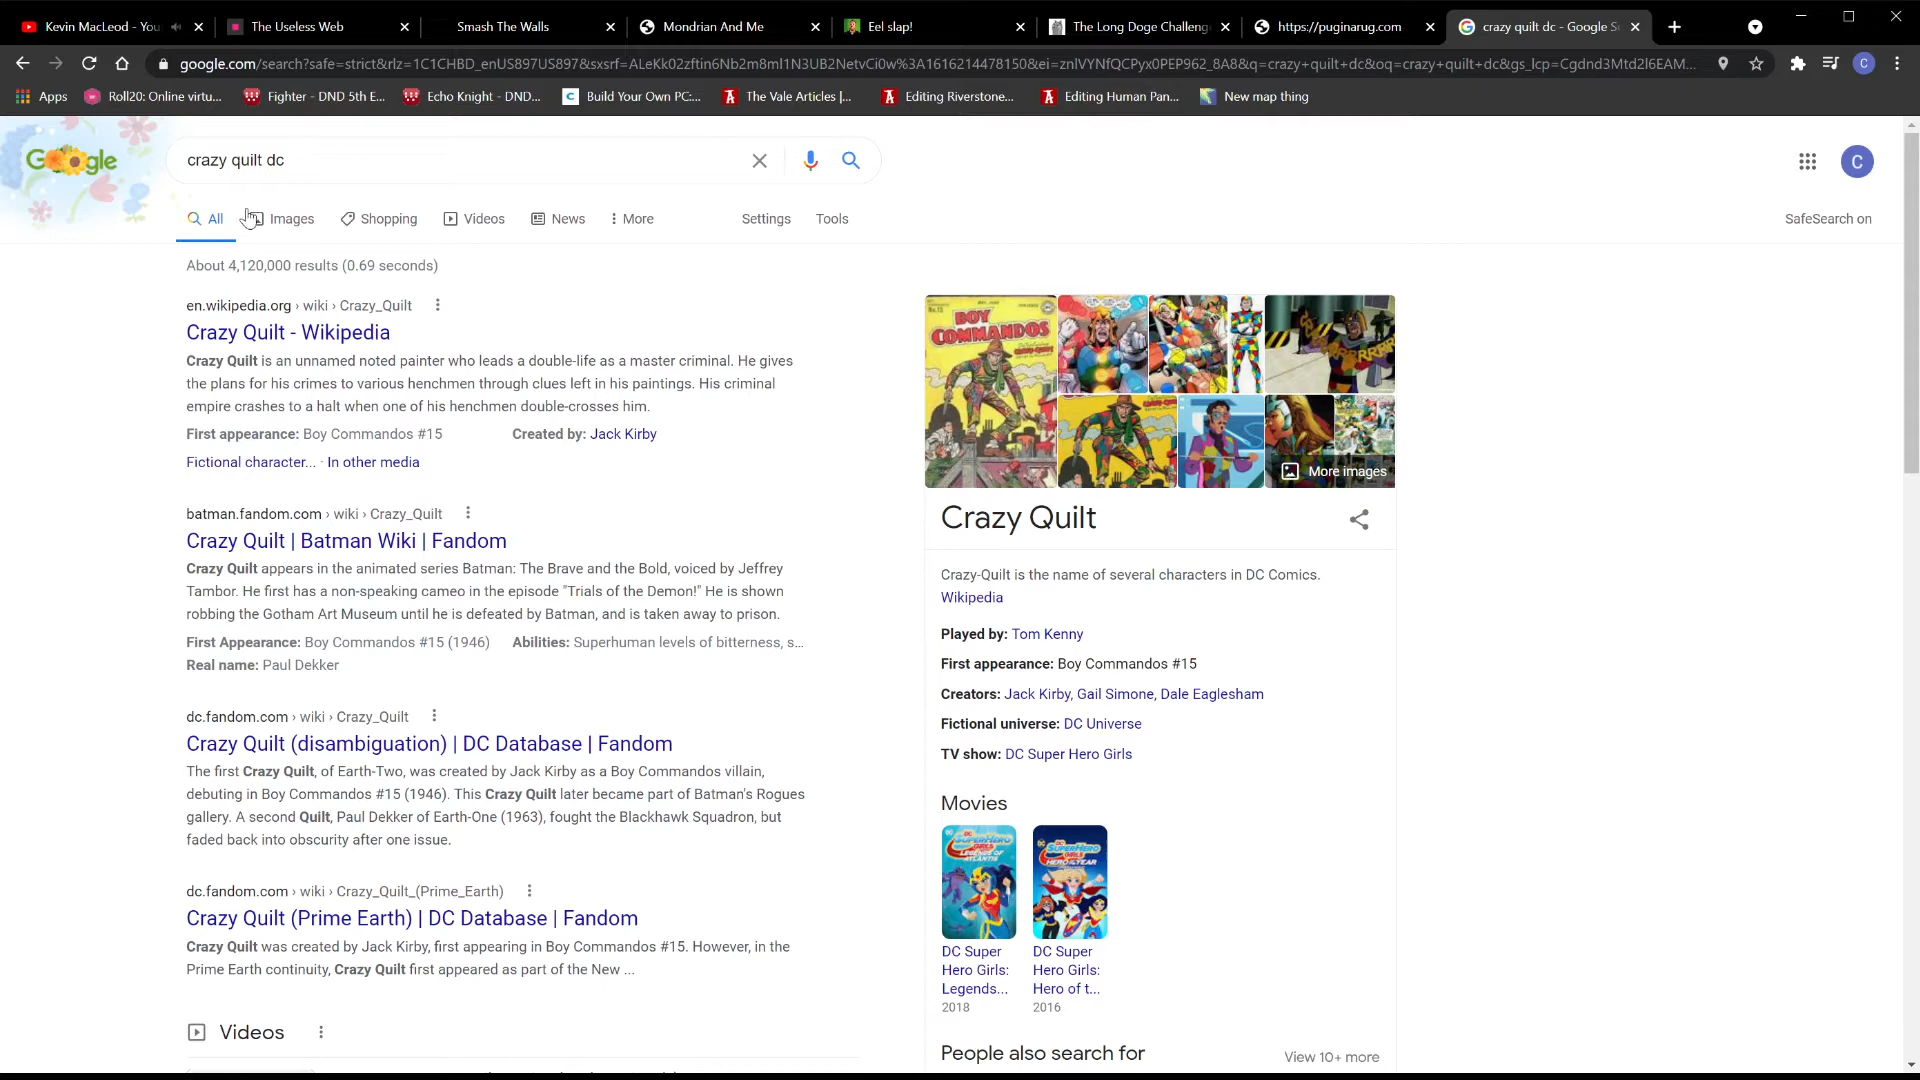 Kevin MacLeod - You
The Useless Web
Smash The Walls
Mondrian And Me
Eel slap!
The Long Doge Challeng
https://puginarug.com
crazy quilt dc - Google S
google.com/search?safe=strict&rlz=1C1CHBD_enUS897US897&sxsrf=ALeKk02zftin6Nb2m8ml1N3UB2NetvCi0w%3A1616214478150&ei=znlVYNfQCPyx0PEP962_8A8&q=crazy+quilt+dc&oq=crazy+quilt+dc&gs_lcp=Cgdnd3Mtd2l6EAM...
C
Apps
Roll20: Online virtu...
Fighter - DND 5th E...
Echo Knight - DND...
C Build Your Own PC:...
The Vale Articles |...
Editing Riverstone...
Editing Human Pan...
New map thing
Google
crazy quilt dc
C
All
Images
Shopping
Videos
News
More
Settings
Tools
SafeSearch on
About 4,120,000 results (0.69 seconds)
en.wikipedia.org › wiki › Crazy_Quilt
Crazy Quilt - Wikipedia
Crazy Quilt is an unnamed noted painter who leads a double-life as a master criminal. He gives
the plans for his crimes to various henchmen through clues left in his paintings. His criminal
empire crashes to a halt when one of his henchmen double-crosses him.
First appearance: Boy Commandos #15 Created by: Jack Kirby
Fictional character... · In other media
batman.fandom.com › wiki › Crazy_Quilt
Crazy Quilt | Batman Wiki | Fandom
Crazy Quilt appears in the animated series Batman: The Brave and the Bold, voiced by Jeffrey
Tambor. He first has a non-speaking cameo in the episode "Trials of the Demon!" He is shown
robbing the Gotham Art Museum until he is defeated by Batman, and is taken away to prison.
First Appearance: Boy Commandos #15 (1946) Abilities: Superhuman levels of bitterness, s...
Real name: Paul Dekker
dc.fandom.com › wiki › Crazy_Quilt
Crazy Quilt (disambiguation) | DC Database | Fandom
The first Crazy Quilt, of Earth-Two, was created by Jack Kirby as a Boy Commandos villain,
debuting in Boy Commandos #15 (1946). This Crazy Quilt later became part of Batman's Rogues
gallery. A second Quilt, Paul Dekker of Earth-One (1963), fought the Blackhawk Squadron, but
faded back into obscurity after one issue.
dc.fandom.com › wiki › Crazy_Quilt_(Prime_Earth)
Crazy Quilt (Prime Earth) | DC Database | Fandom
Crazy Quilt was created by Jack Kirby, first appearing in Boy Commandos #15. However, in the
Prime Earth continuity, Crazy Quilt first appeared as part of the New ...
Videos
BOY
COMMANDOS
More images
Crazy Quilt
Crazy-Quilt is the name of several characters in DC Comics.
Wikipedia
Played by: Tom Kenny
First appearance: Boy Commandos #15
Creators: Jack Kirby, Gail Simone, Dale Eaglesham
Fictional universe: DC Universe
TV show: DC Super Hero Girls
Movies
DC Super
Hero Girls:
Legends...
2018
DC Super
Hero Girls:
Hero of t...
2016
People also search for
View 10+ more